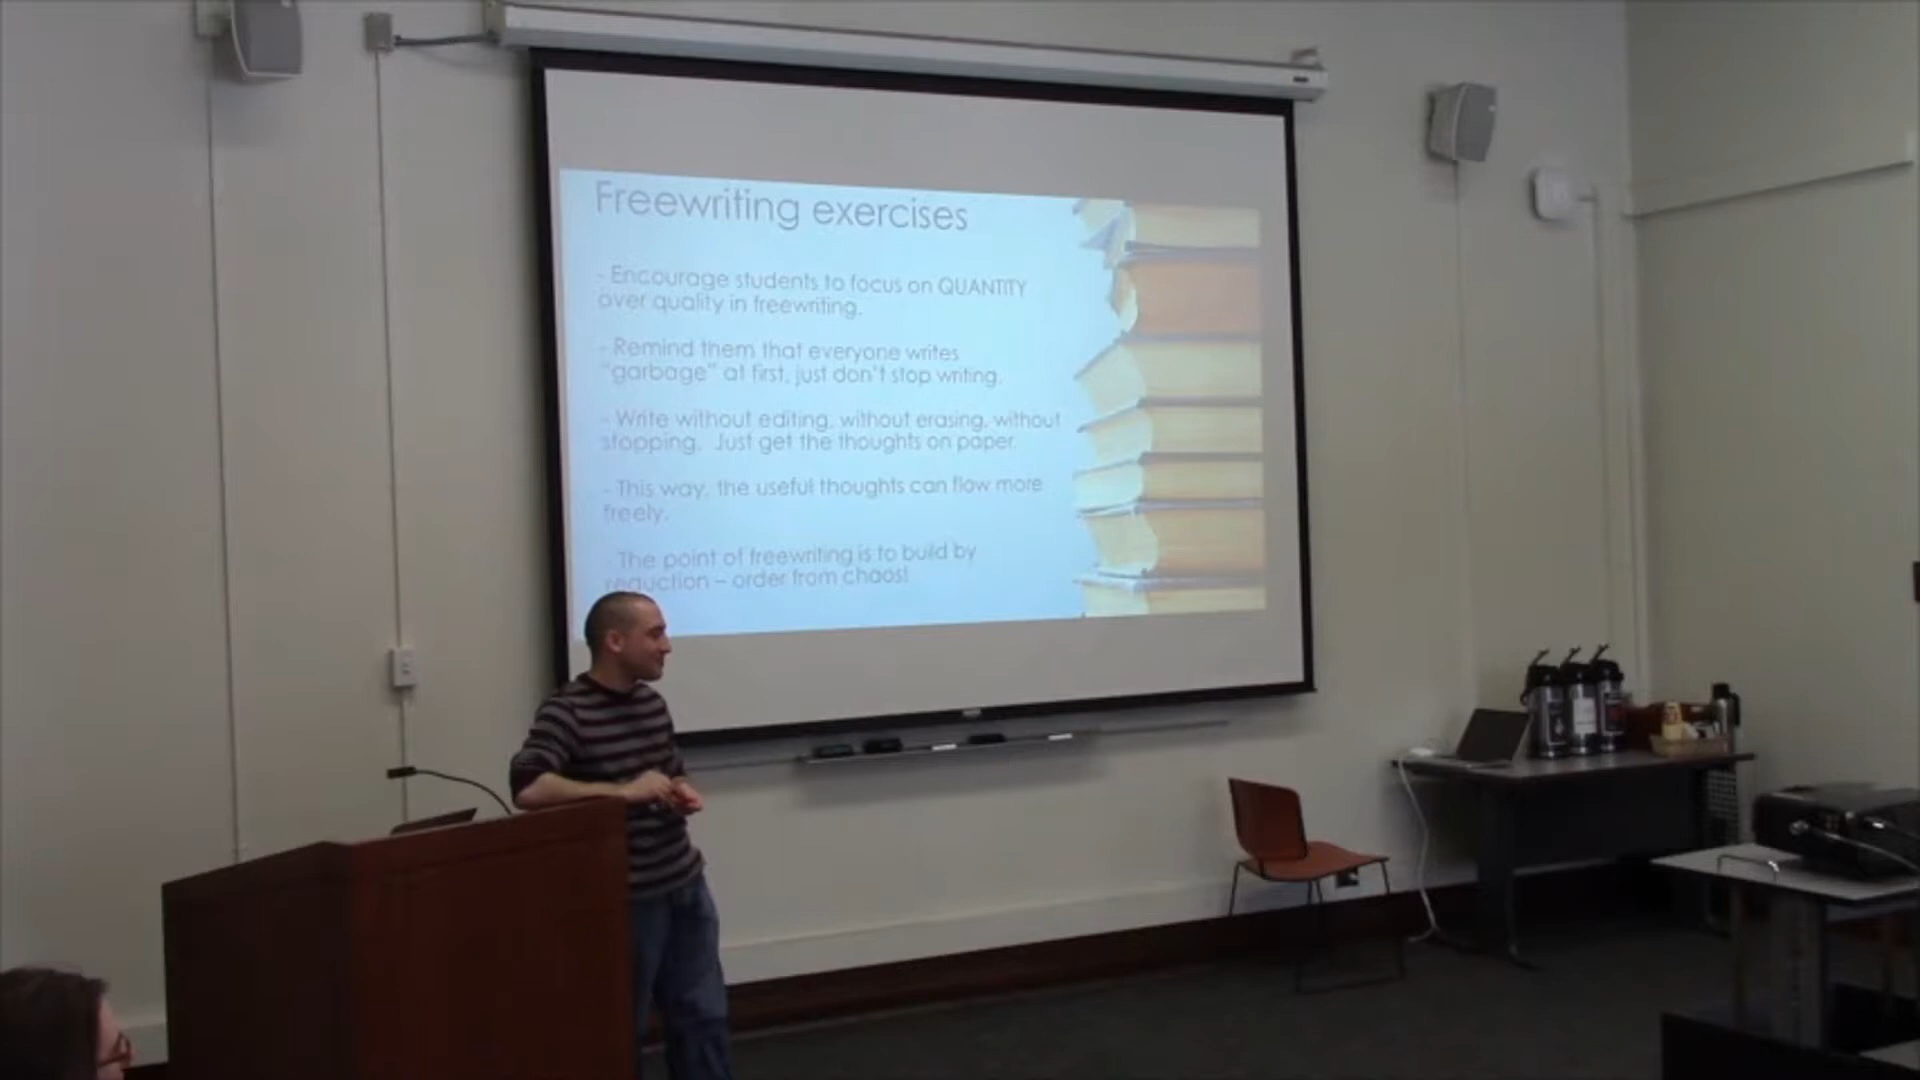 Freewriting exercises
- Encourage students to focus on QUANTITY
over quality in freewriting.
- Remind them that everyone writes
"garbage" at first, just don't stop writing.
- Write without editing, without erasing, without
stopping. Just get the thoughts on paper.
- This way, the useful thoughts can flow more
freely.
- The point of freewriting is to build by
reduction – order from chaos!